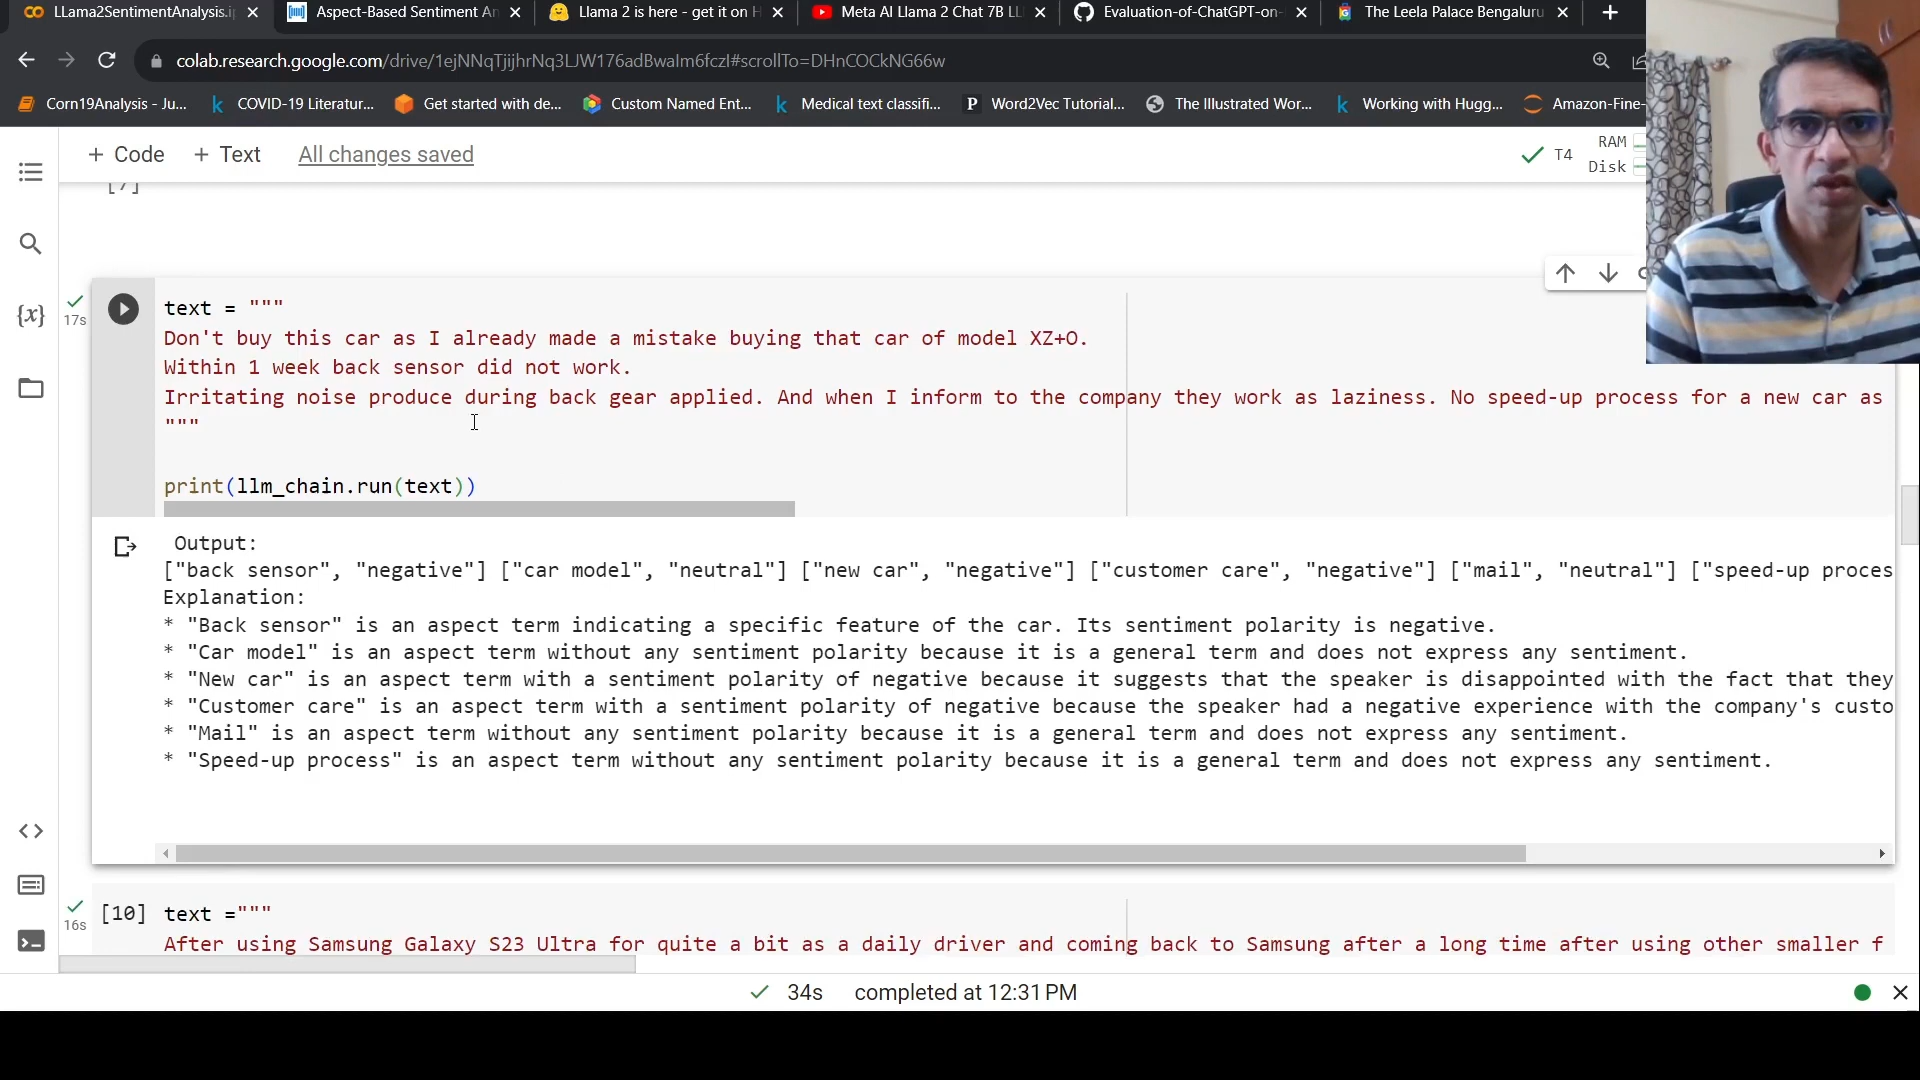 LLama2SentimentAnalysis.i
Aspect-Based Sentiment An
Llama 2 is here - get it on H
Meta AI Llama 2 Chat 7B LL
Evaluation-of-ChatGPT-on-
The Leela Palace Bengaluru
colab.research.google.com/drive/1ejNNqTjijhrNq3LJW176adBwaIm6fczI#scrollTo=DHnCOCkNG66w
Corn19Analysis - Ju...
COVID-19 Literatur...
Get started with de...
Custom Named Ent...
Medical text classifi...
Word2Vec Tutorial...
The Illustrated Wor...
Working with Hugg...
Amazon-Fine-
+ Code + Text All changes saved
T4 RAM
Disk
[7]
17s
text = """
Don't buy this car as I already made a mistake buying that car of model XZ+O.
Within 1 week back sensor did not work.
Irritating noise produce during back gear applied. And when I inform to the company they work as laziness. No speed-up process for a new car as
"""
print(llm_chain.run(text))
Output:
["back sensor", "negative"] ["car model", "neutral"] ["new car", "negative"] ["customer care", "negative"] ["mail", "neutral"] ["speed-up proces
Explanation:
* "Back sensor" is an aspect term indicating a specific feature of the car. Its sentiment polarity is negative.
* "Car model" is an aspect term without any sentiment polarity because it is a general term and does not express any sentiment.
* "New car" is an aspect term with a sentiment polarity of negative because it suggests that the speaker is disappointed with the fact that they
* "Customer care" is an aspect term with a sentiment polarity of negative because the speaker had a negative experience with the company's custo
* "Mail" is an aspect term without any sentiment polarity because it is a general term and does not express any sentiment.
* "Speed-up process" is an aspect term without any sentiment polarity because it is a general term and does not express any sentiment.
16s
[10] text ="""
After using Samsung Galaxy S23 Ultra for quite a bit as a daily driver and coming back to Samsung after a long time after using other smaller f
34s completed at 12:31 PM